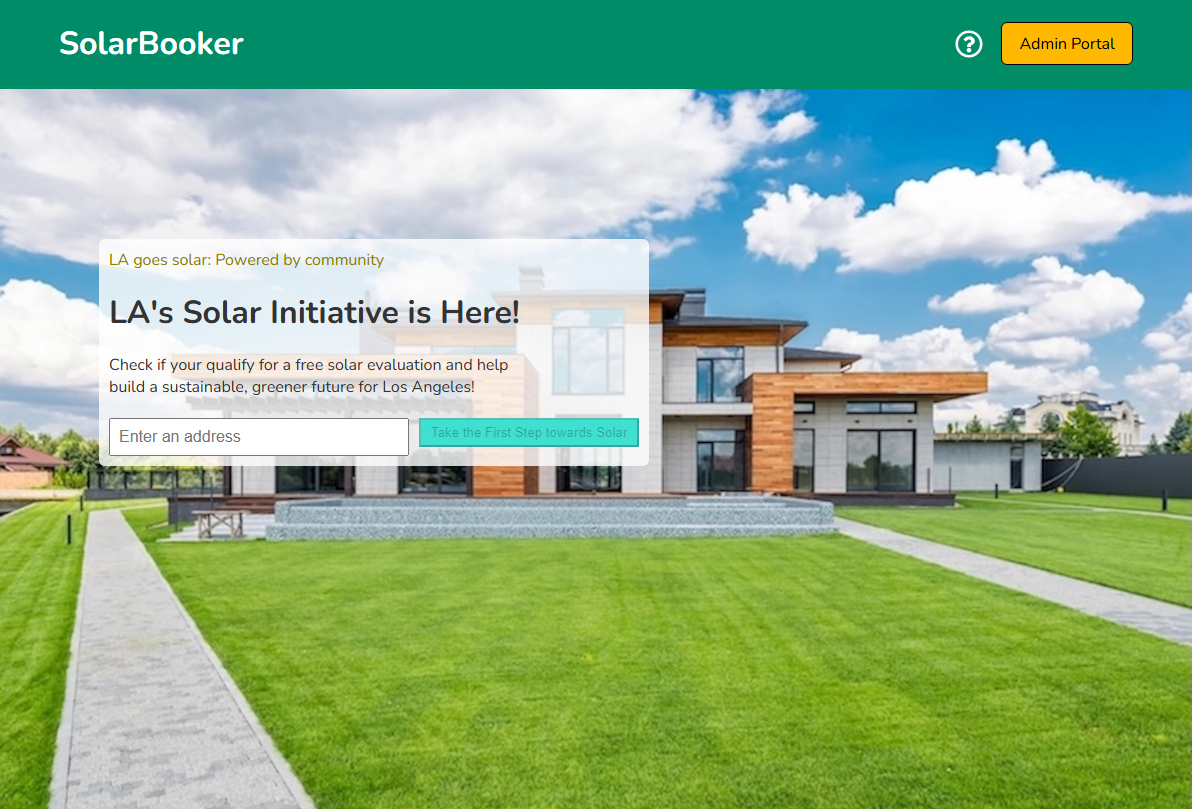 SolarBooker
Admin Portal
LA goes solar: Powered by community
LA's Solar Initiative is Here!
Check if your qualify for a free solar evaluation and help
build a sustainable, greener future for Los Angeles!
Enter an address
Take the First Step towards Solar